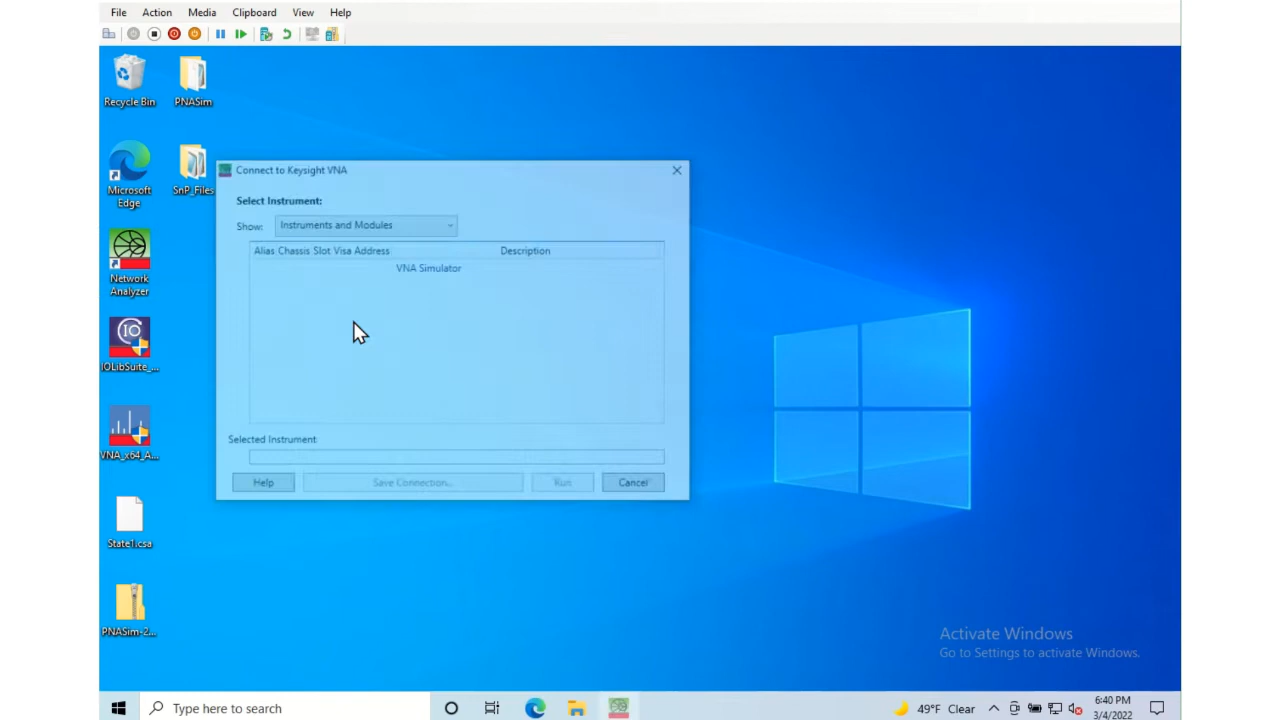 File Action Media Clipboard View Help
Recycle Bin
PNASim
Microsoft
Edge
SnP_Files
Network
Analyzer
IOLibSuite_...
VNA_x64_A...
State1.csa
PNASim-2...
Connect to Keysight VNA
Select Instrument:
Show: Instruments and Modules
Alias Chassis Slot Visa Address Description
VNA Simulator
Selected Instrument:
Help Save Connection... Run Cancel
Activate Windows
Go to Settings to activate Windows.
Type here to search
49°F Clear
6:40 PM
3/4/2022